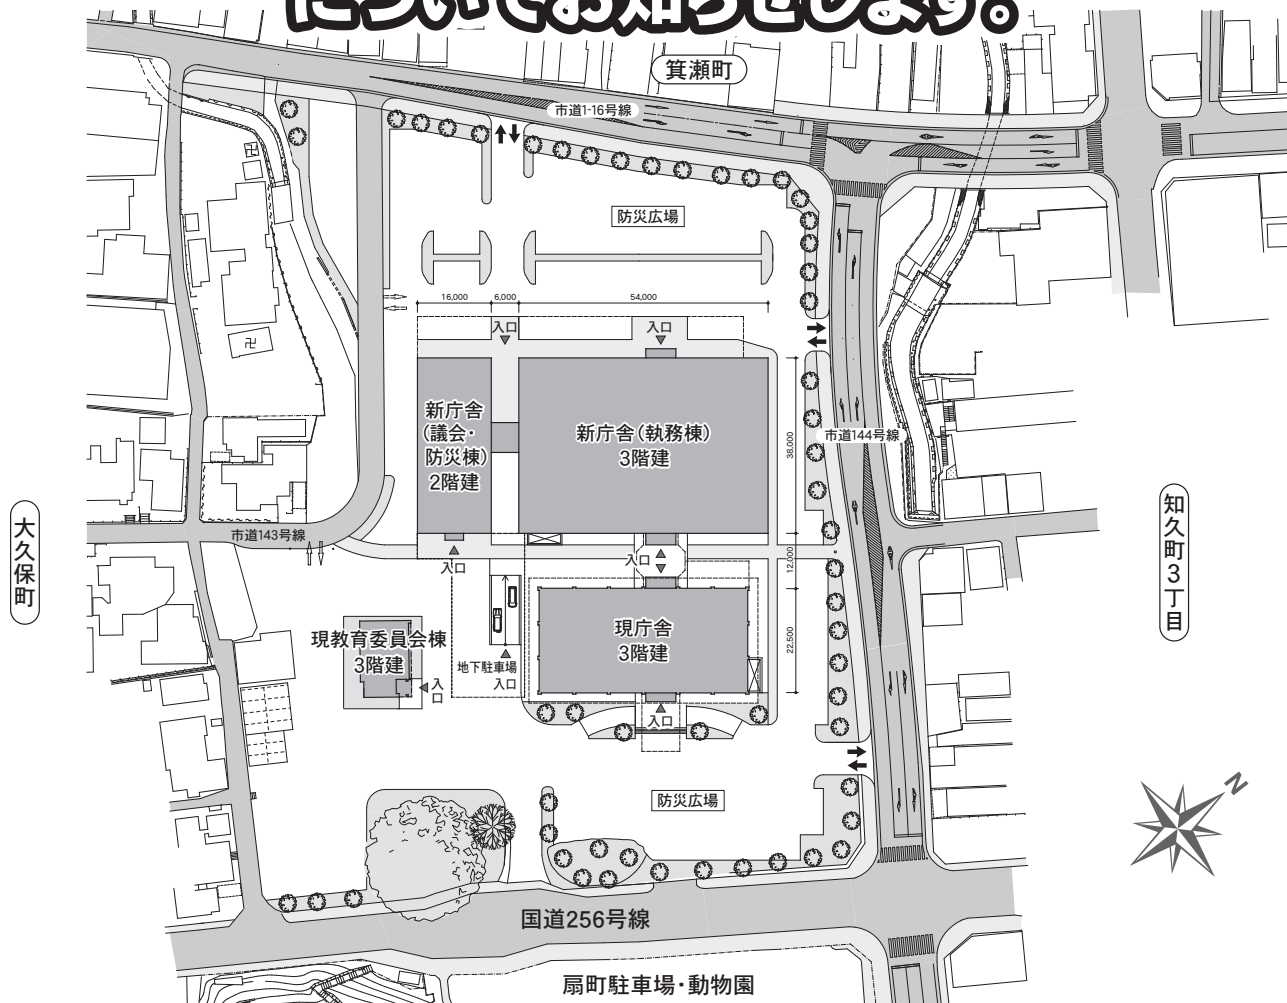 についてお知らせします。
箕瀬町
市道1-16号線
防災広場
16,000
6,000
54,000
入口
入口
卍
新庁舎
(議会・
防災棟)
2階建
新庁舎(執務棟)
3階建
38,000
市道144号線
大久保町
知久町3丁目
市道143号線
入口
入口
12,000
現庁舎
3階建
22,500
現教育委員会棟
3階建
入口
地下駐車場
入口
入口
防災広場
N
国道256号線
扇町駐車場・動物園